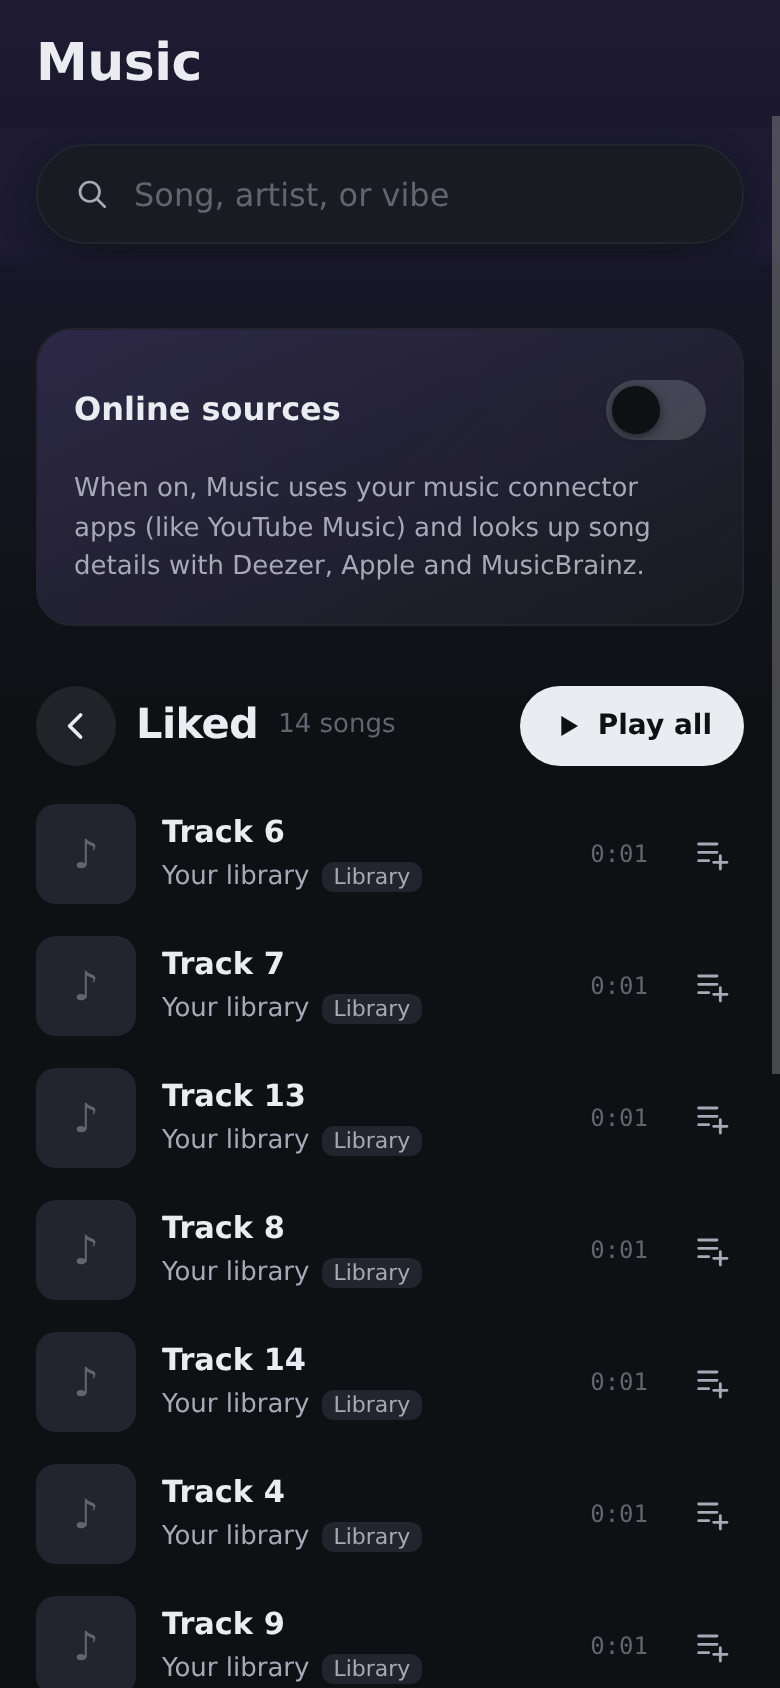 Music
Song, artist, or vibe
Online sources
When on, Music uses your music connector
apps (like YouTube Music) and looks up song
details with Deezer, Apple and MusicBrainz.
Liked 14 songs Play all
Track 6
Your library Library 0:01
Track 7
Your library Library 0:01
Track 13
Your library Library 0:01
Track 8
Your library Library 0:01
Track 14
Your library Library 0:01
Track 4
Your library Library 0:01
Track 9
Your library Library 0:01